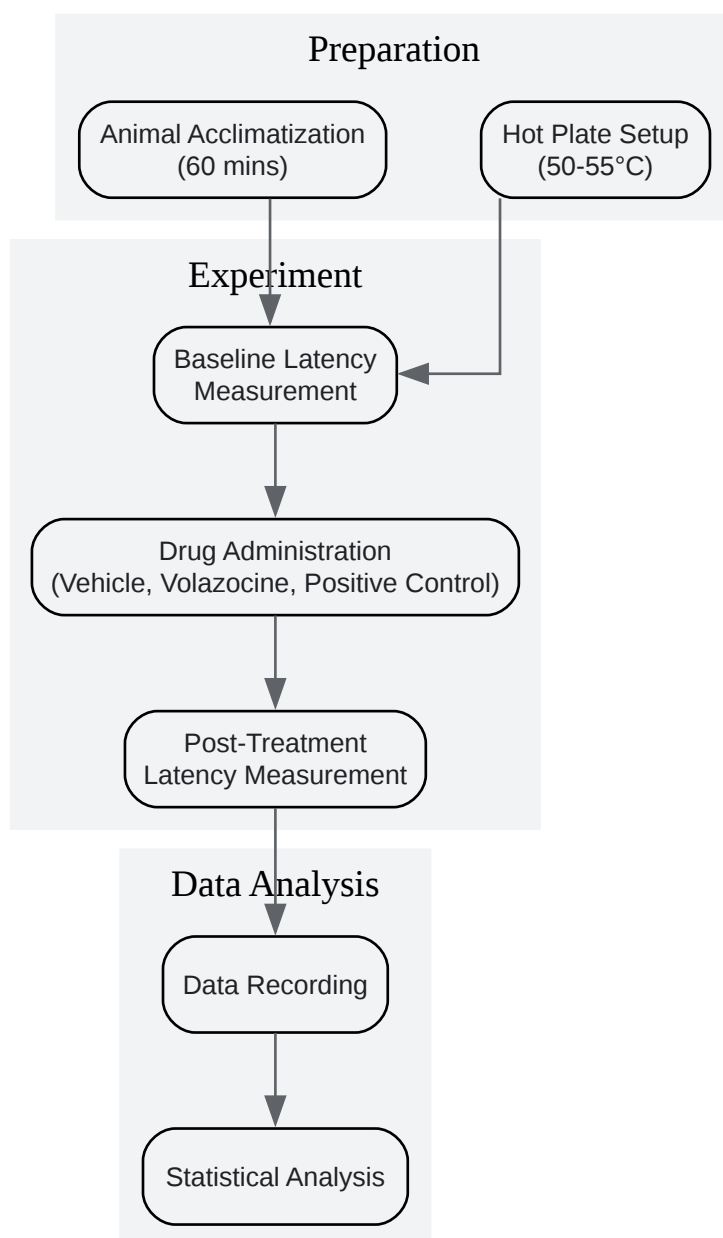 Preparation
Animal Acclimatization
(60 mins)
Hot Plate Setup
(50-55°C)
Experiment
Baseline Latency
Measurement
Drug Administration
(Vehicle, Volazocine, Positive Control)
Post-Treatment
Latency Measurement
Data Analysis
Data Recording
Statistical Analysis